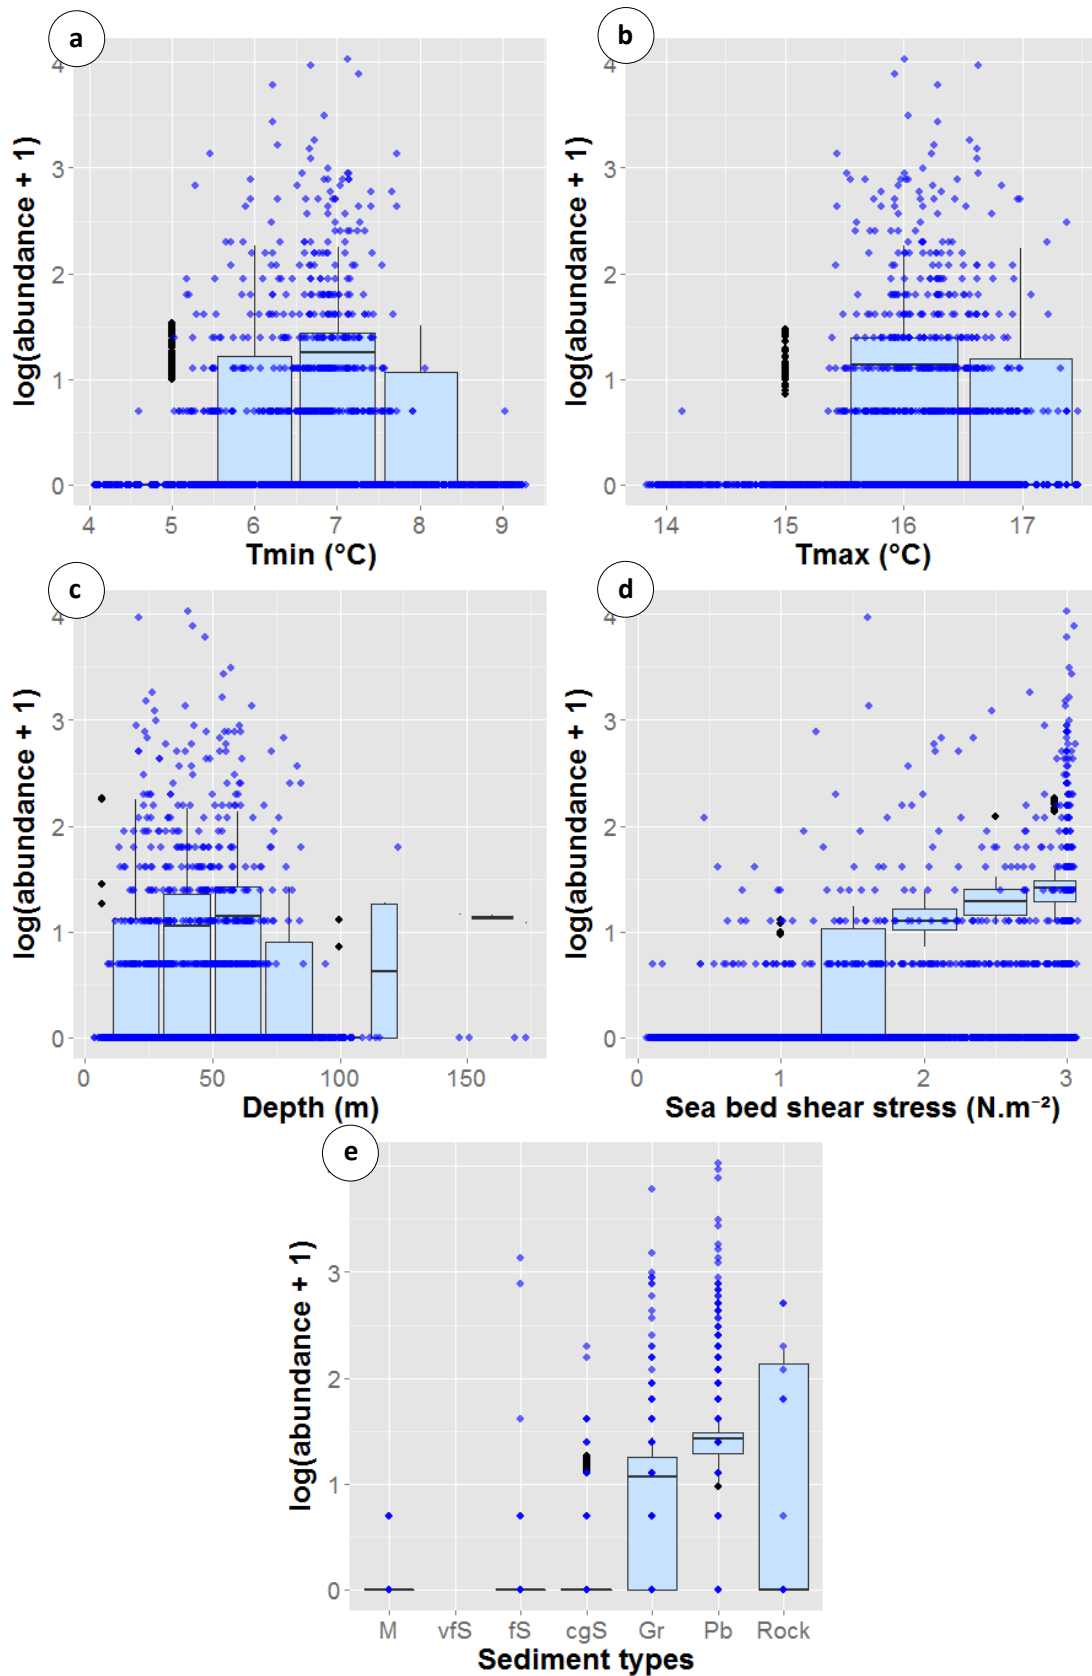 a
b
4
3
2
1
0
log(abundance + 1)
4 5 6 7 8 9
Tmin (°C)
4
3
2
1
0
log(abundance + 1)
14 15 16 17
Tmax (°C)
c
d
4
3
2
1
0
log(abundance + 1)
0 50 100 150
Depth (m)
4
3
2
1
0
log(abundance + 1)
0 1 2 3
Sea bed shear stress (N.m⁻²)
e
3
2
1
0
log(abundance + 1)
M vfS fS cgS Gr Pb Rock
Sediment types